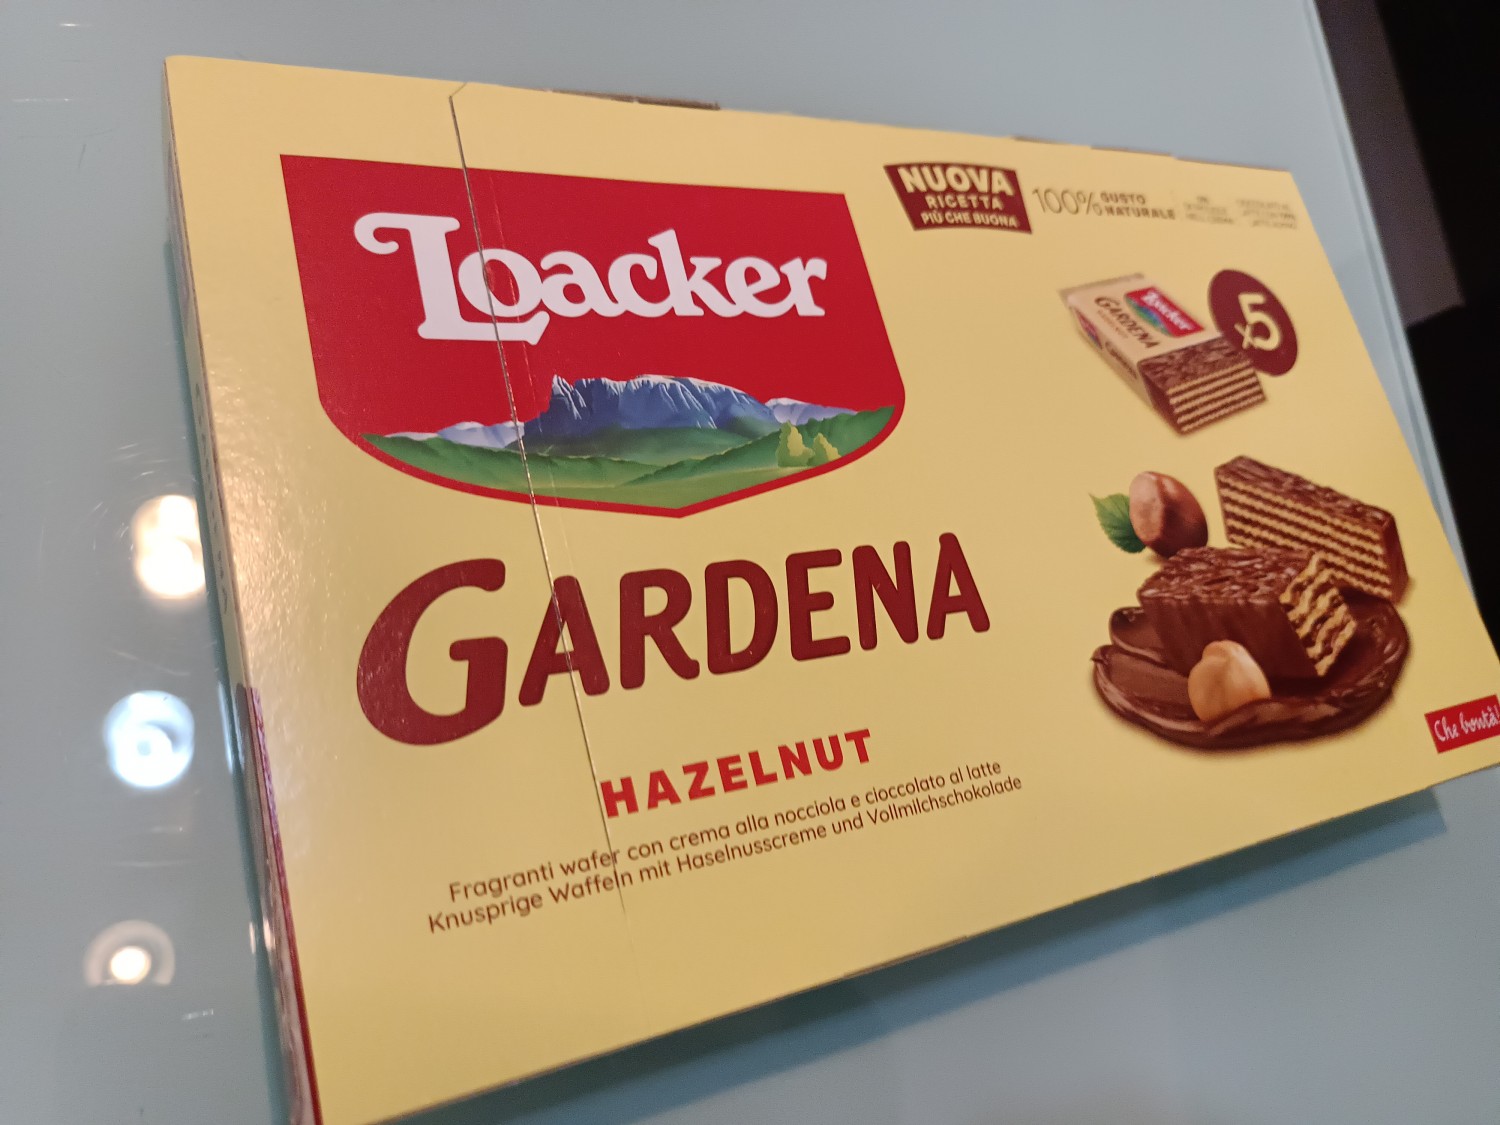 Loacker
NUOVA
RICETTA
PIÙ CHE BUONA
100% GUSTO
NATURALE
Loacker
GARDENA
x5
GARDENA
HAZELNUT
Fragranti wafer con crema alla nocciola e cioccolato al latte
Knusprige Waffeln mit Haselnusscreme und Vollmilchschokolade
Che bontà!